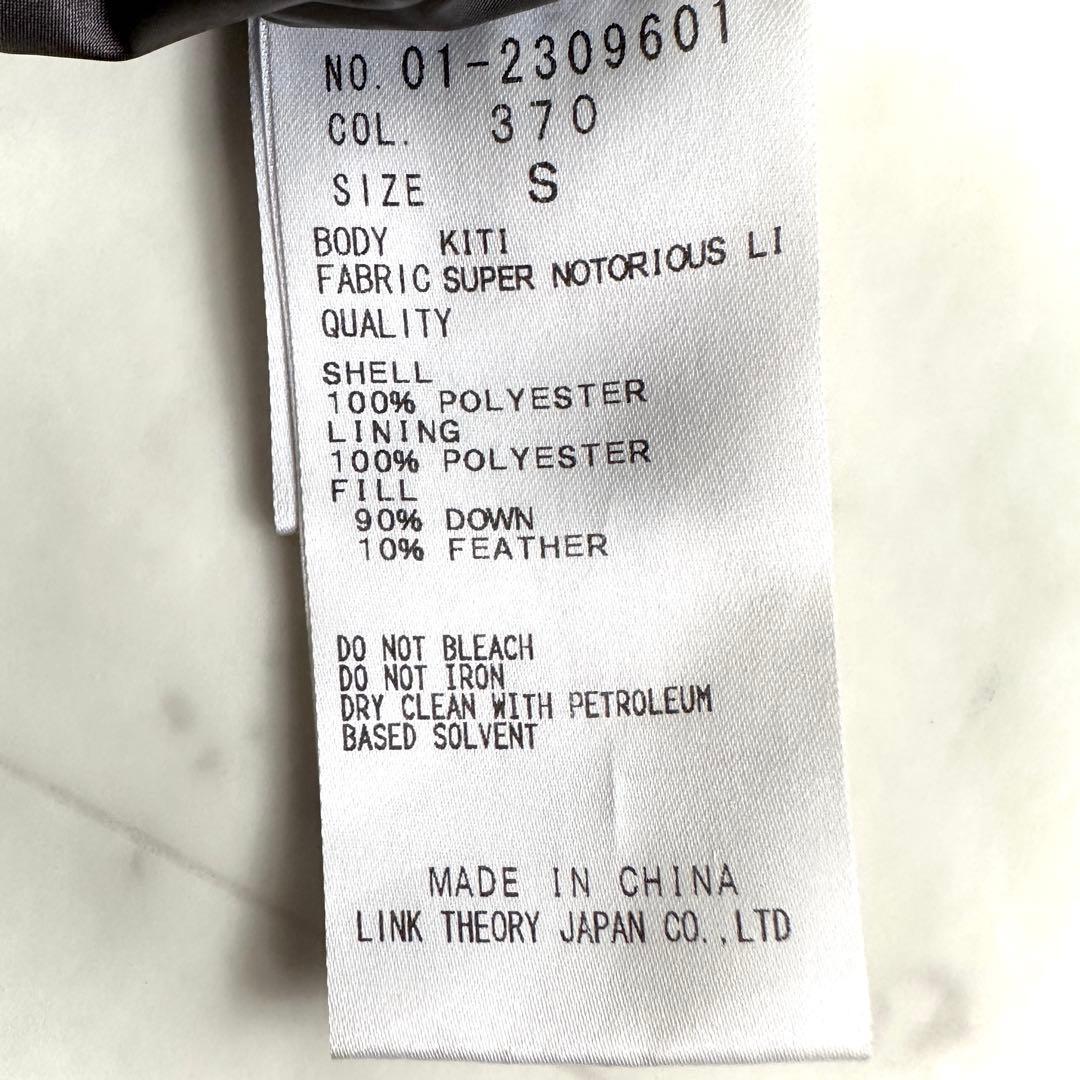 NO. 01-2309601
COL. 370
SIZE S
BODY KITI
FABRIC SUPER NOTORIOUS LI
QUALITY
SHELL
100% POLYESTER
LINING
100% POLYESTER
FILL
90% DOWN
10% FEATHER
DO NOT BLEACH
DO NOT IRON
DRY CLEAN WITH PETROLEUM
BASED SOLVENT
MADE IN CHINA
LINK THEORY JAPAN CO.,LTD